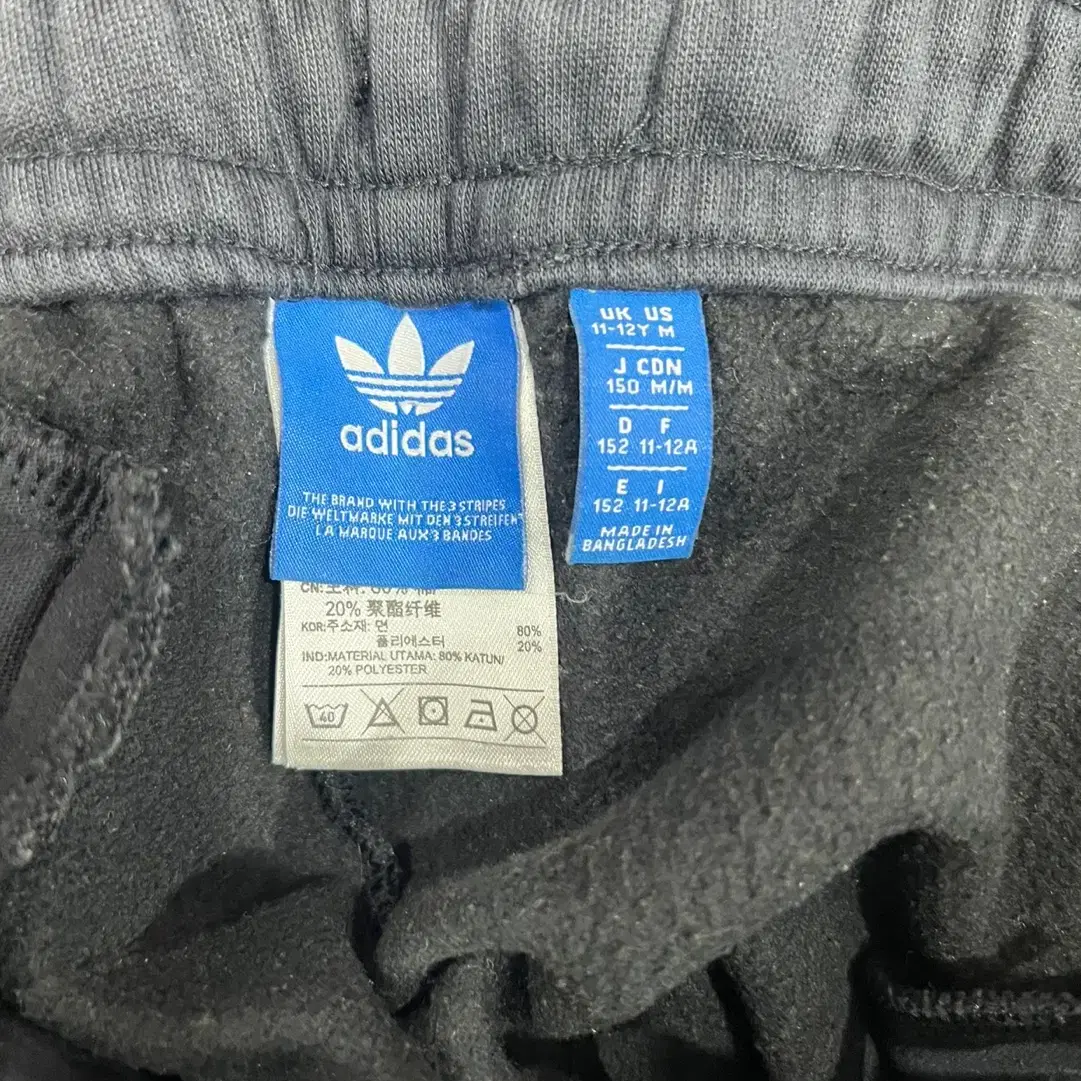 adidas
THE BRAND WITH THE 3 STRIPES
DIE WELTMARKE MIT DEN 3 STREIFEN
LA MARQUE AUX 3 BANDES
CN:
20% 聚酯纤维
KOR:주소재: 면 80%
폴리에스터 20%
IND:MATERIAL UTAMA: 80% KATUN/
20% POLYESTER
40
UK US
11-12Y M
J CDN
150 M/M
D F
152 11-12A
E I
152 11-12A
MADE IN
BANGLADESH